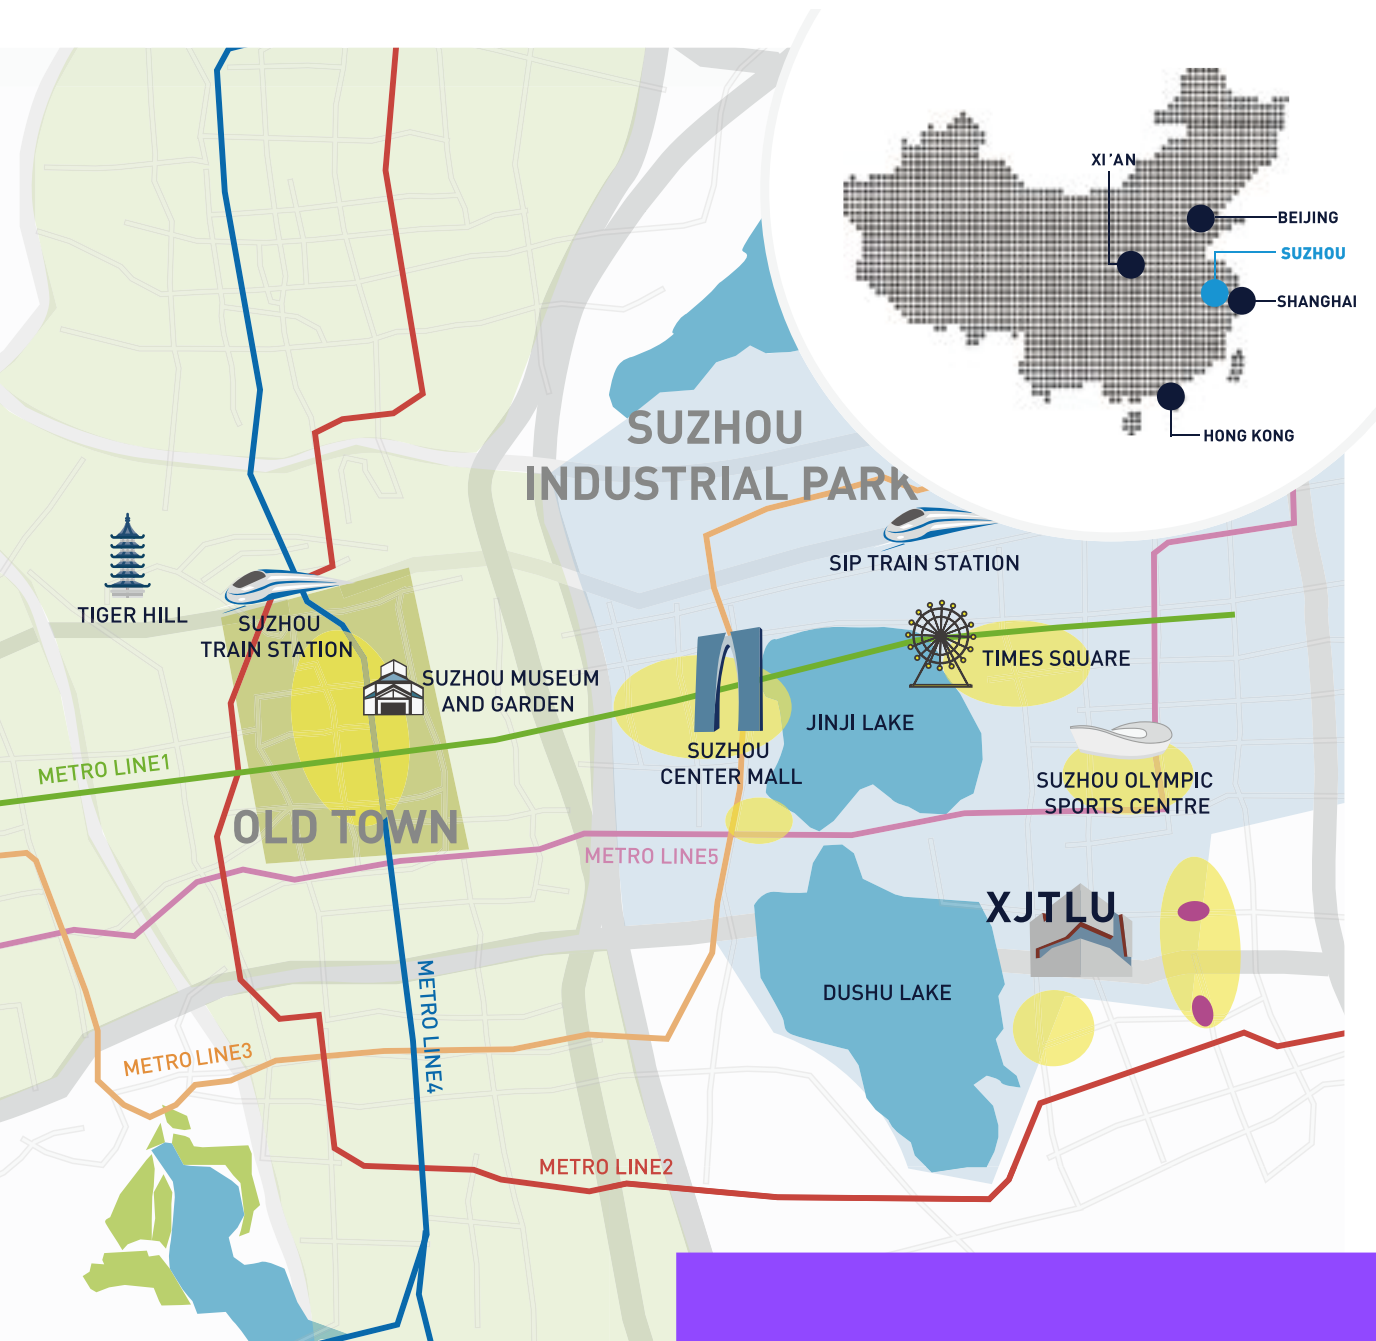 XI'AN
BEIJING
SUZHOU
SHANGHAI
HONG KONG
SUZHOU
INDUSTRIAL PARK
SIP TRAIN STATION
TIGER HILL
SUZHOU
TRAIN STATION
SUZHOU MUSEUM
AND GARDEN
TIMES SQUARE
JINJI LAKE
SUZHOU
CENTER MALL
METRO LINE1
SUZHOU OLYMPIC
SPORTS CENTRE
OLD TOWN
METRO LINE5
XJTLU
DUSHU LAKE
METRO LINE4
METRO LINE3
METRO LINE2